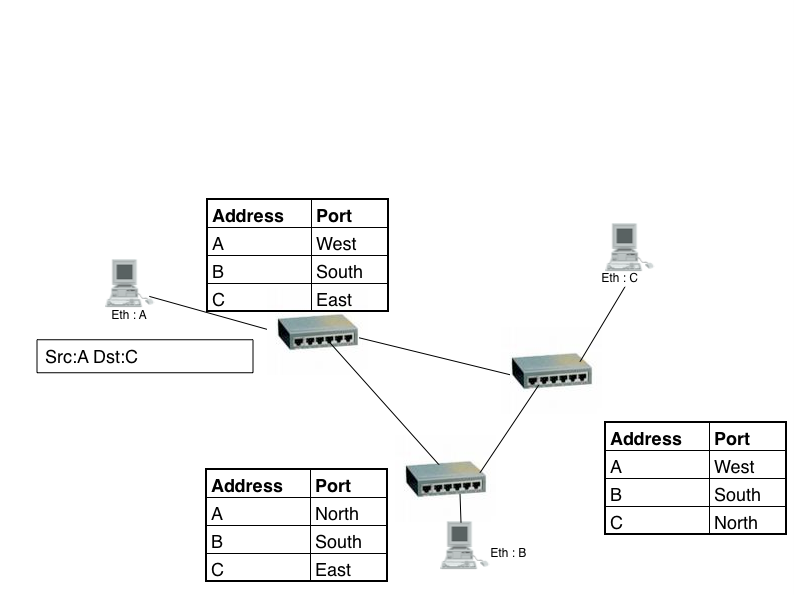 Address Port
A West
B South
C East
Eth : A
Eth : C
Src:A Dst:C
Address Port
A West
B South
C North
Address Port
A North
B South
C East
Eth : B